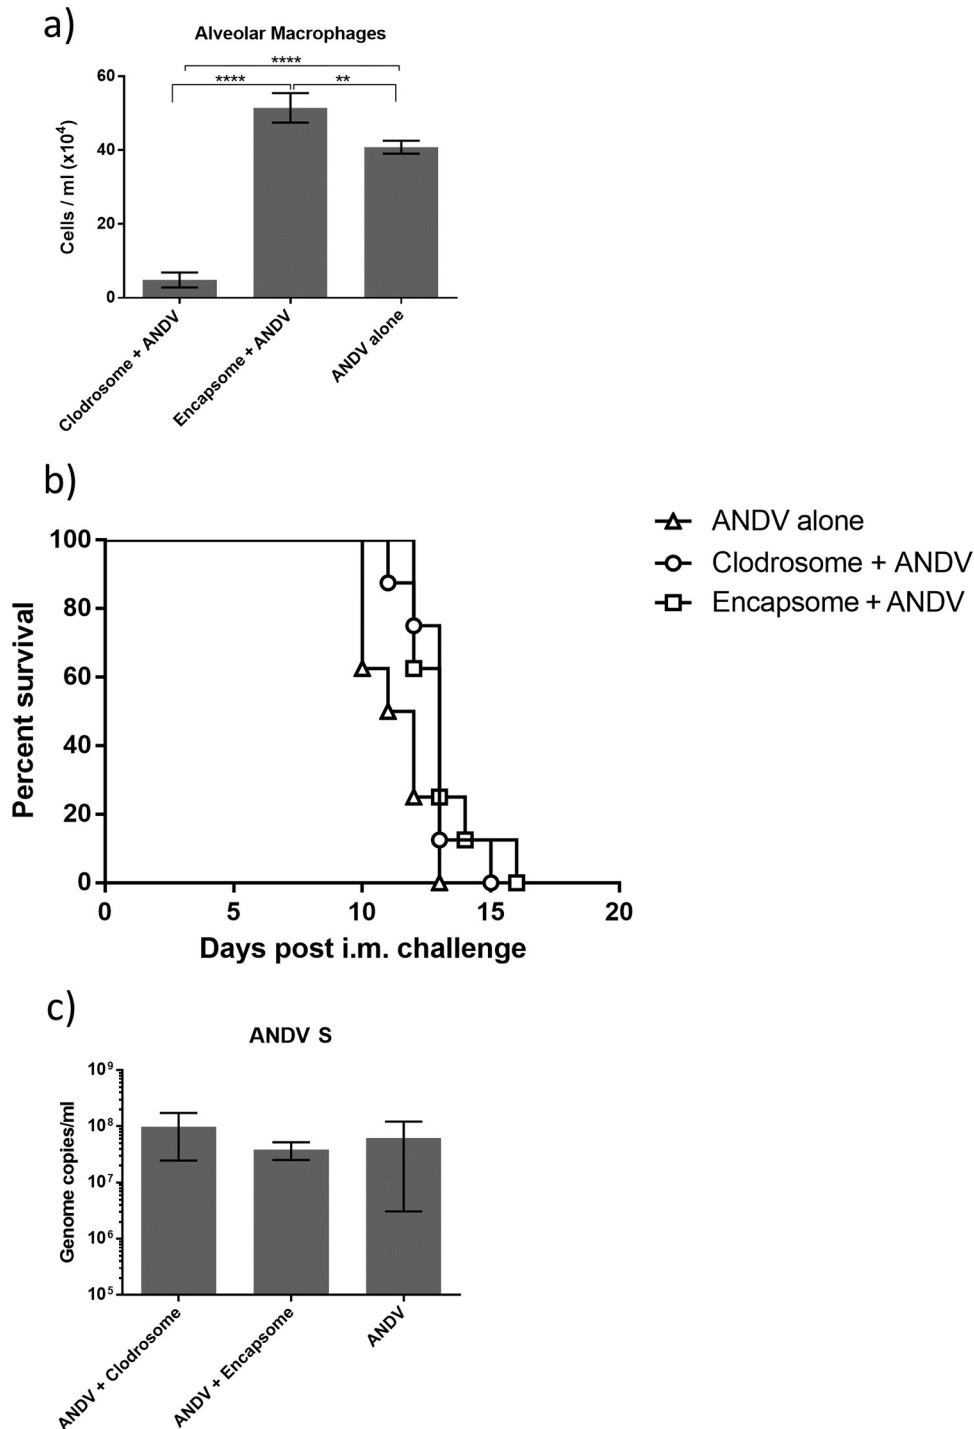 a)
Alveolar Macrophages
****
**** **
60
40
20
0
Cells / ml (x10⁴)
Clodrosome + ANDV
Encapsome + ANDV
ANDV alone
b)
100
80
60
40
20
0
Percent survival
0 5 10 15 20
Days post i.m. challenge
ANDV alone
Clodrosome + ANDV
Encapsome + ANDV
c)
ANDV S
10⁹
10⁸
10⁷
10⁶
10⁵
Genome copies/ml
ANDV + Clodrosome
ANDV + Encapsome
ANDV